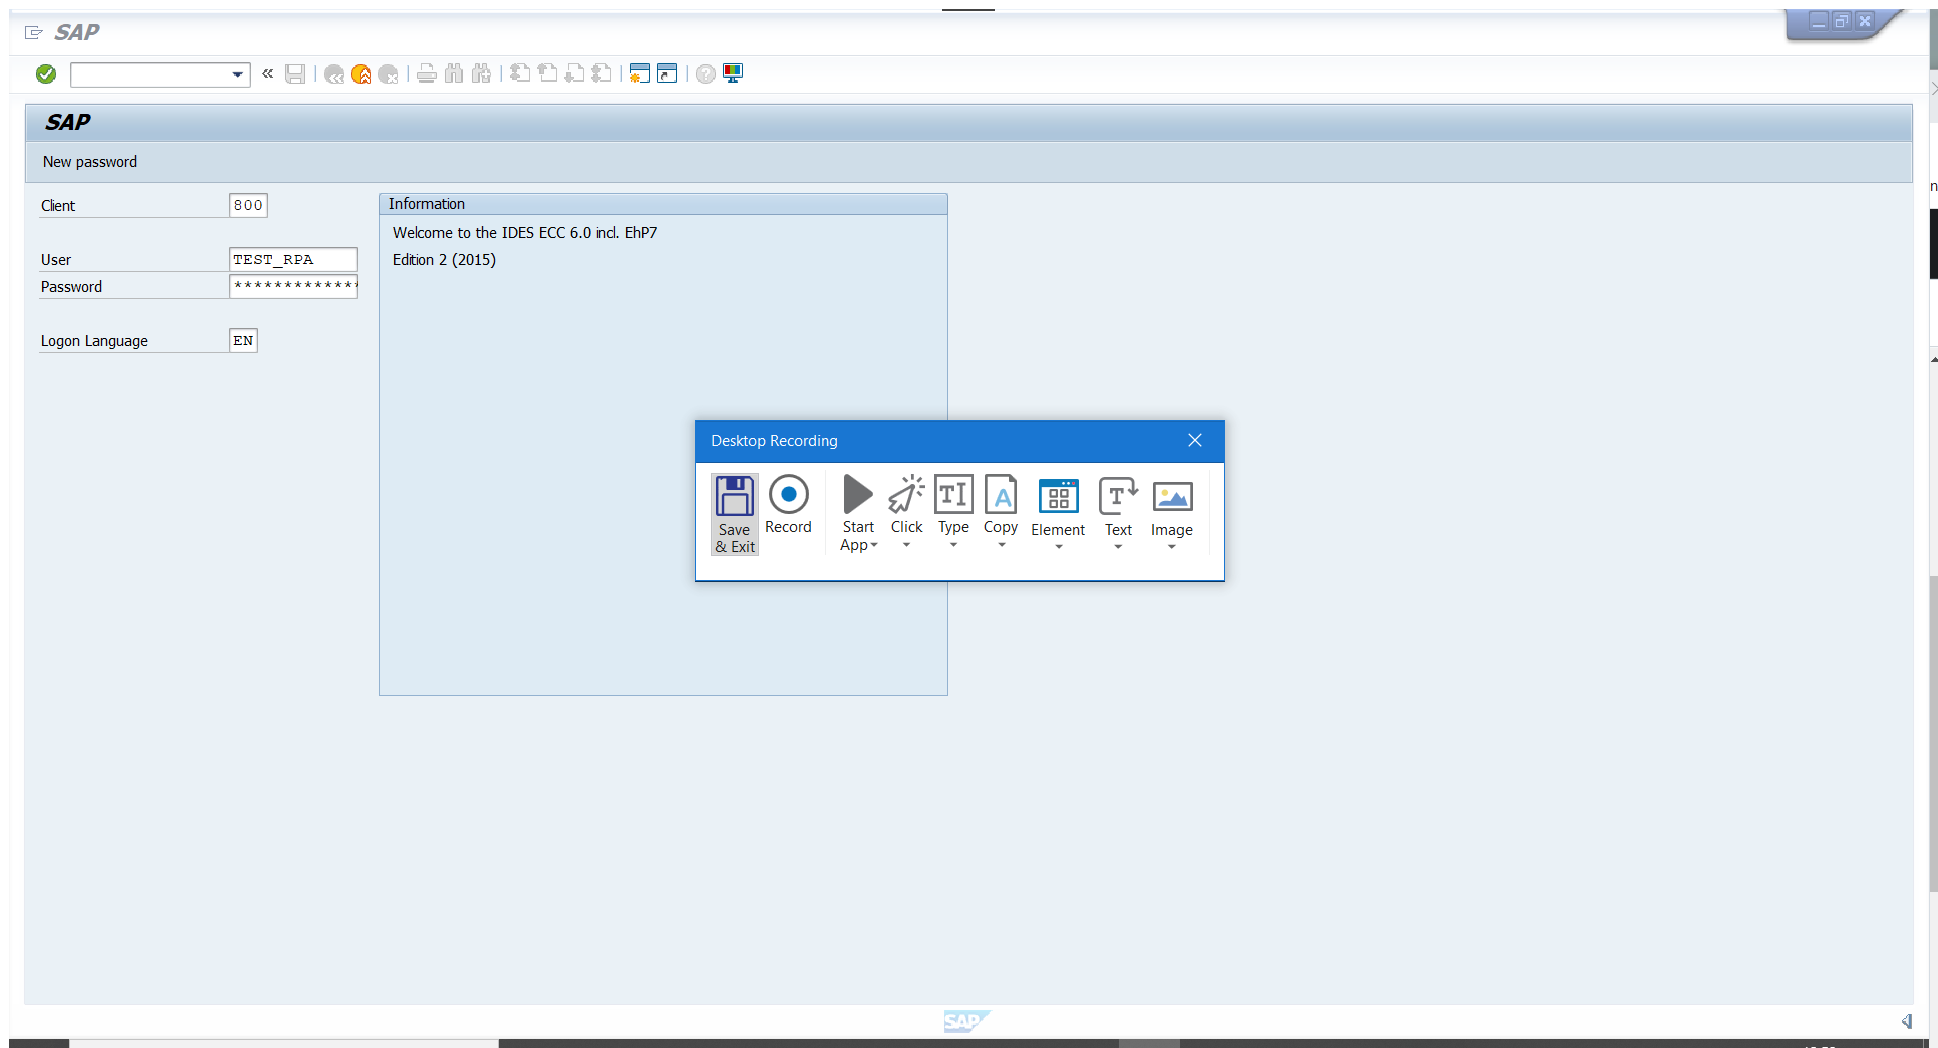 SAP
SAP
New password
Client 800
User TEST_RPA
Password *************
Logon Language EN
Information
Welcome to the IDES ECC 6.0 incl. EhP7
Edition 2 (2015)
Desktop Recording
Save & Exit
Record
Start App
Click
Type
Copy
Element
Text
Image
SAP